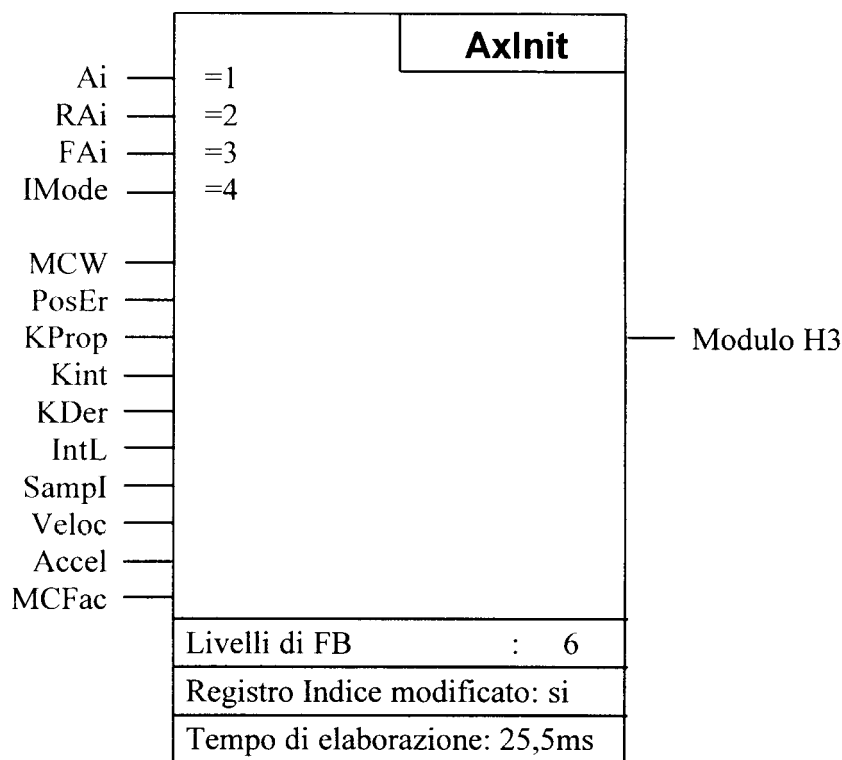 AxInit
Ai =1
RAi =2
FAi =3
IMode =4
MCW
PosEr
KProp Modulo H3
Kint
KDer
IntL
SampI
Veloc
Accel
MCFac
Livelli di FB : 6
Registro Indice modificato: si
Tempo di elaborazione: 25,5ms